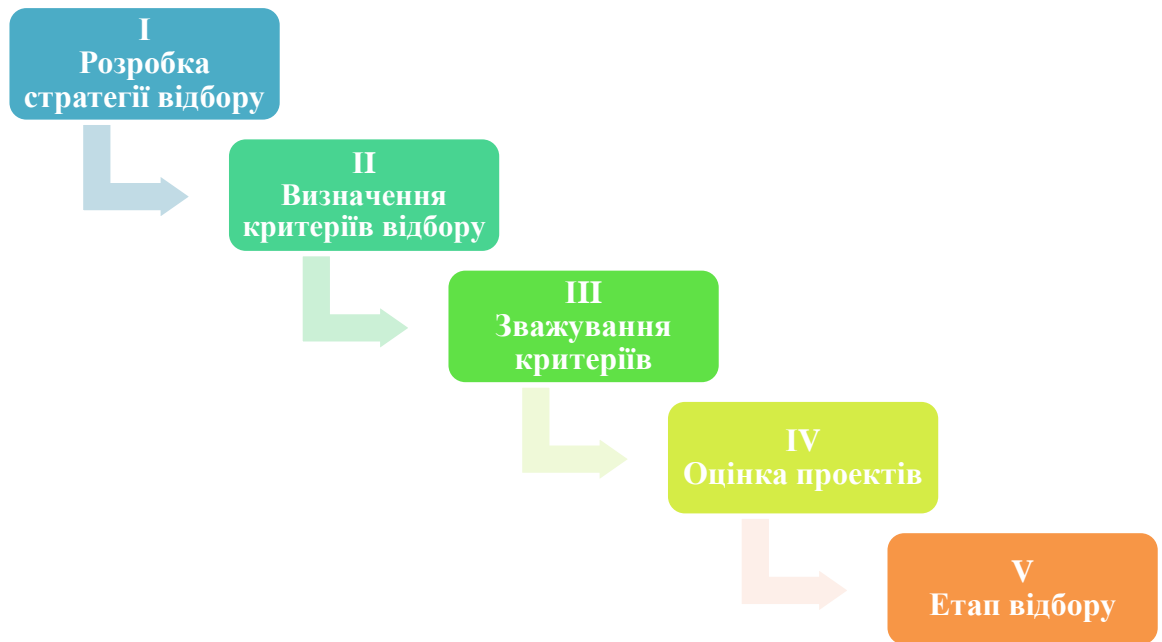 I
Розробка
стратегії відбору
II
Визначення
критеріїв відбору
III
Зважування
критеріїв
IV
Оцінка проектів
V
Етап відбору